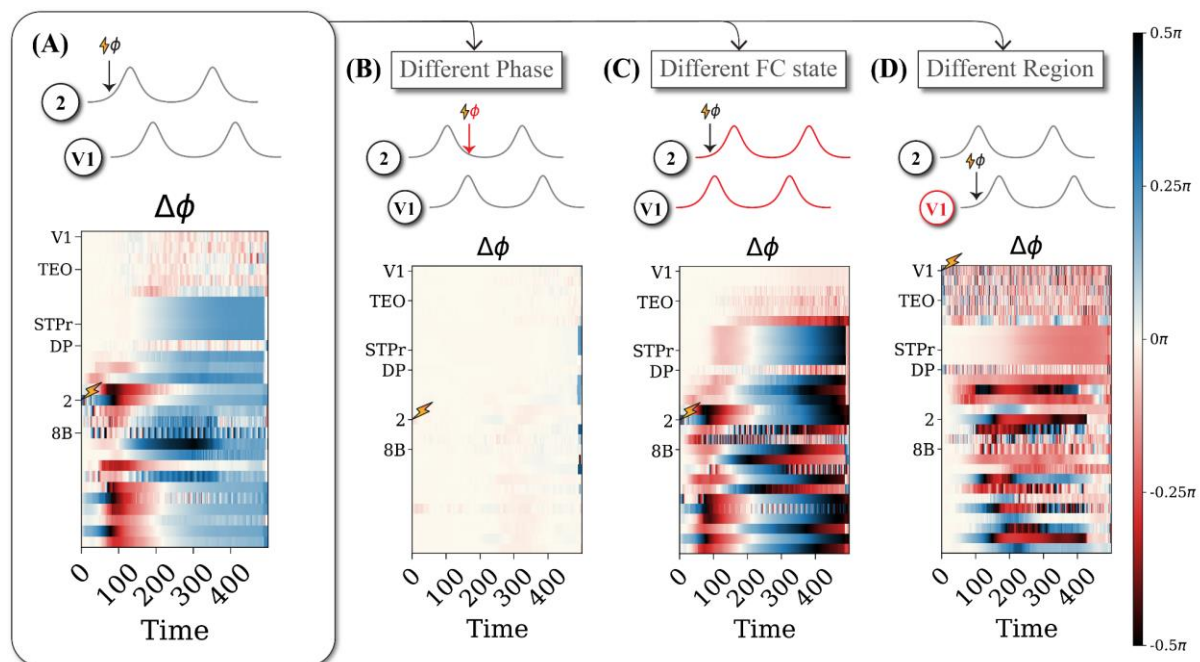 (A)
ϕ
2
V1
Δϕ
V1
TEO
STPr
DP
2
8B
0
100
200
300
400
Time
(B)
Different Phase
ϕ
2
V1
Δϕ
V1
TEO
STPr
DP
2
8B
0
100
200
300
400
Time
(C)
Different FC state
ϕ
2
V1
Δϕ
V1
TEO
STPr
DP
2
8B
0
100
200
300
400
Time
(D)
Different Region
2
ϕ
V1
Δϕ
V1
TEO
STPr
DP
2
8B
0
100
200
300
400
Time
0.5π
0.25π
0π
-0.25π
-0.5π